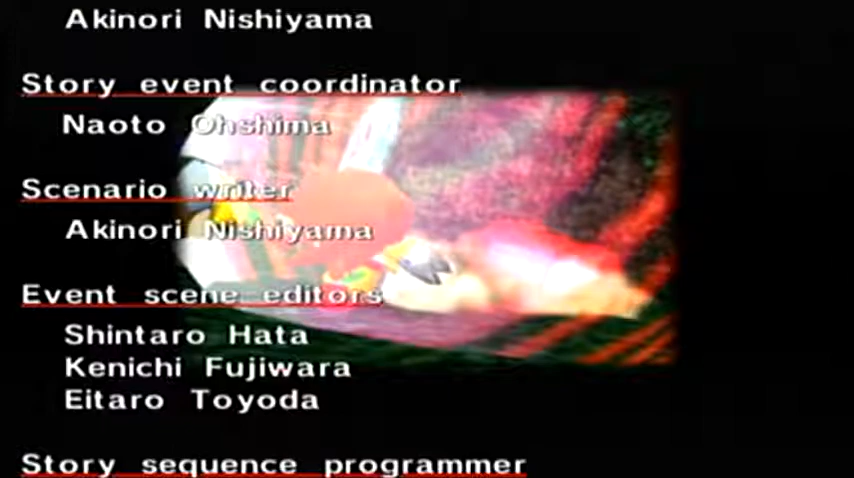 Akinori Nishiyama
Story event coordinator
Naoto Ohshima
Scenario writer
Akinori Nishiyama
Event scene editors
Shintaro Hata
Kenichi Fujiwara
Eitaro Toyoda
Story sequence programmer